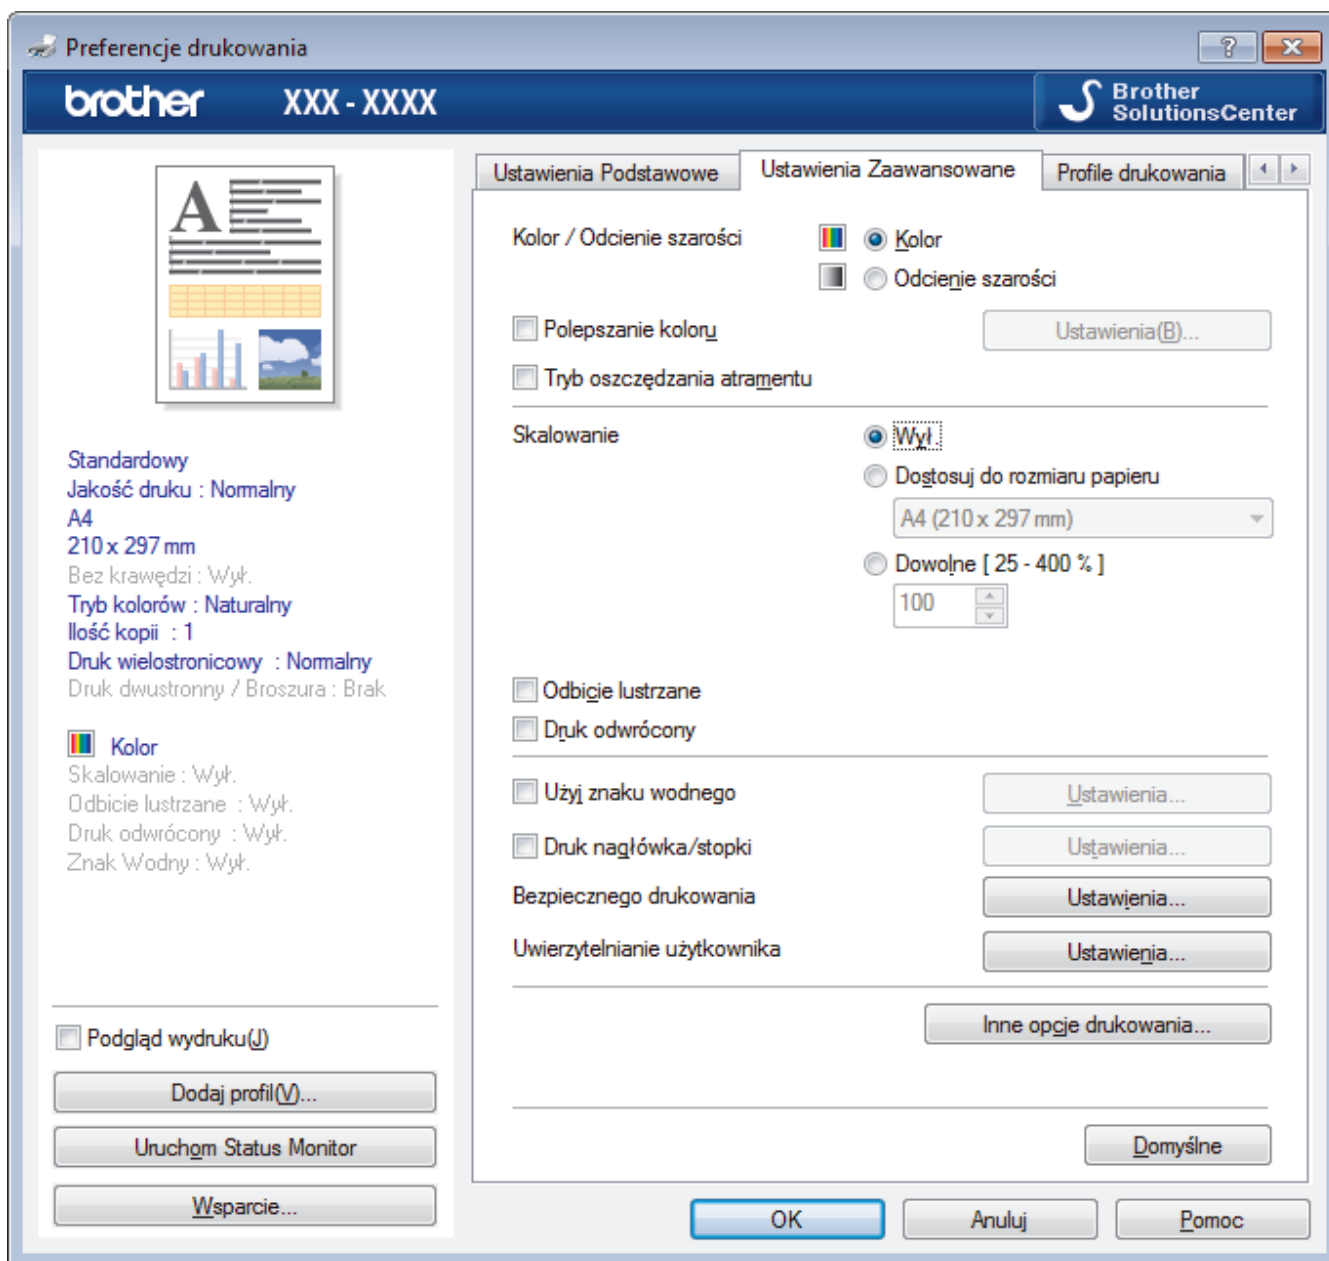 Preferencje drukowania
brother XXX - XXXX
Brother
SolutionsCenter
A
Standardowy
Jakość druku : Normalny
A4
210 x 297 mm
Bez krawędzi : Wył.
Tryb kolorów : Naturalny
Ilość kopii : 1
Druk wielostronicowy : Normalny
Druk dwustronny / Broszura : Brak
Kolor
Skalowanie : Wył.
Odbicie lustrzane : Wył.
Druk odwrócony : Wył.
Znak Wodny : Wył.
Podgląd wydruku(J)
Dodaj profil(V)...
Uruchom Status Monitor
Wsparcie...
Ustawienia Podstawowe Ustawienia Zaawansowane Profile drukowania
Kolor / Odcienie szarości Kolor
Odcienie szarości
Polepszanie koloru Ustawienia(B)...
Tryb oszczędzania atramentu
Skalowanie Wył.
Dostosuj do rozmiaru papieru
A4 (210 x 297 mm)
Dowolne [ 25 - 400 % ]
100
Odbicie lustrzane
Druk odwrócony
Użyj znaku wodnego Ustawienia...
Druk nagłówka/stopki Ustawienia...
Bezpiecznego drukowania Ustawienia...
Uwierzytelnianie użytkownika Ustawienia...
Inne opcje drukowania...
Domyślne
OK Anuluj Pomoc